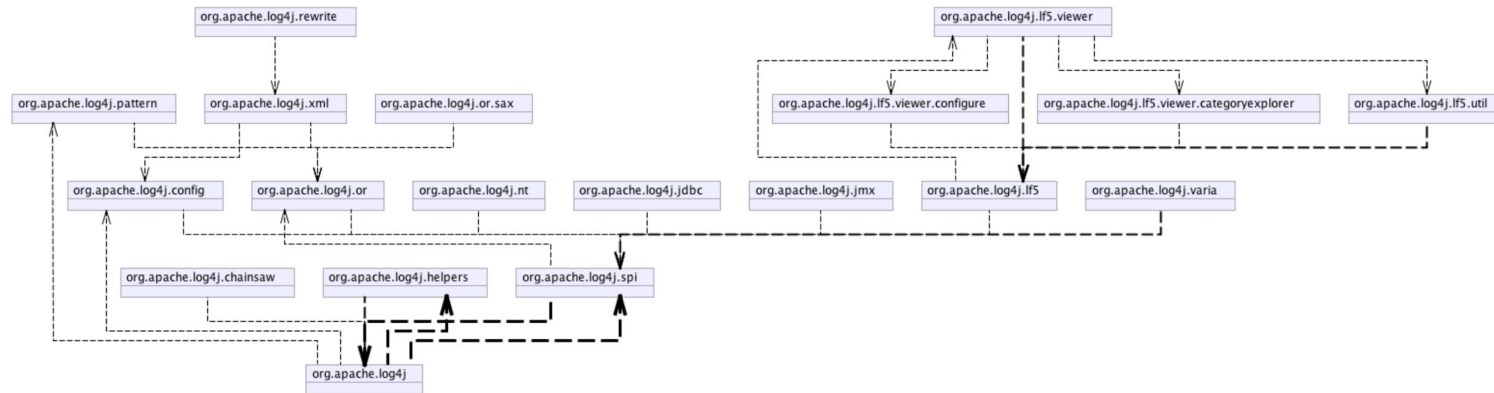 org.apache.log4j.rewrite
org.apache.log4j.lf5.viewer
org.apache.log4j.pattern
org.apache.log4j.xml
org.apache.log4j.or.sax
org.apache.log4j.lf5.viewer.configure
org.apache.log4j.lf5.viewer.categoryexplorer
org.apache.log4j.lf5.util
org.apache.log4j.config
org.apache.log4j.or
org.apache.log4j.nt
org.apache.log4j.jdbc
org.apache.log4j.jmx
org.apache.log4j.lf5
org.apache.log4j.varia
org.apache.log4j.chainsaw
org.apache.log4j.helpers
org.apache.log4j.spi
org.apache.log4j